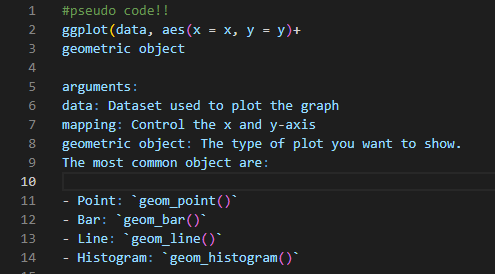 1 #pseudo code!!
2 ggplot(data, aes(x = x, y = y)+
3 geometric object
4
5 arguments:
6 data: Dataset used to plot the graph
7 mapping: Control the x and y-axis
8 geometric object: The type of plot you want to show.
9 The most common object are:
10
11 - Point: `geom_point()`
12 - Bar: `geom_bar()`
13 - Line: `geom_line()`
14 - Histogram: `geom_histogram()`